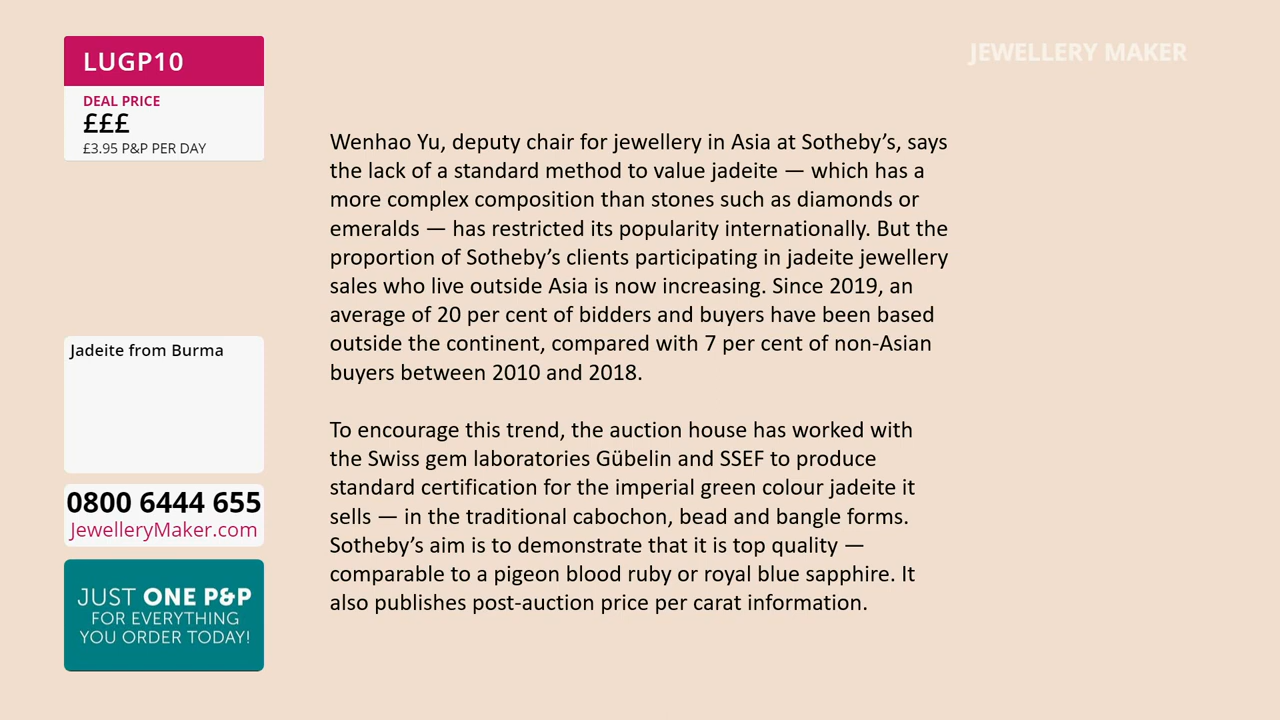 LUGP10
DEAL PRICE
£££
£3.95 P&P PER DAY
Jadeite from Burma
0800 6444 655
JewelleryMaker.com
JUST ONE P&P
FOR EVERYTHING
YOU ORDER TODAY!
JEWELLERY MAKER
Wenhao Yu, deputy chair for jewellery in Asia at Sotheby’s, says
the lack of a standard method to value jadeite — which has a
more complex composition than stones such as diamonds or
emeralds — has restricted its popularity internationally. But the
proportion of Sotheby’s clients participating in jadeite jewellery
sales who live outside Asia is now increasing. Since 2019, an
average of 20 per cent of bidders and buyers have been based
outside the continent, compared with 7 per cent of non-Asian
buyers between 2010 and 2018.
To encourage this trend, the auction house has worked with
the Swiss gem laboratories Gübelin and SSEF to produce
standard certification for the imperial green colour jadeite it
sells — in the traditional cabochon, bead and bangle forms.
Sotheby’s aim is to demonstrate that it is top quality —
comparable to a pigeon blood ruby or royal blue sapphire. It
also publishes post-auction price per carat information.